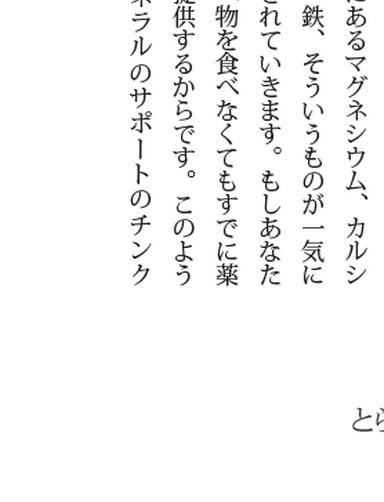 にあるマグネシウム、カルシ
鉄、そういうものが一気に
されていきます。もしあなた
物を食べなくてもすでに薬
提供するからです。このよう
ネラルのサポートのチンク
とら